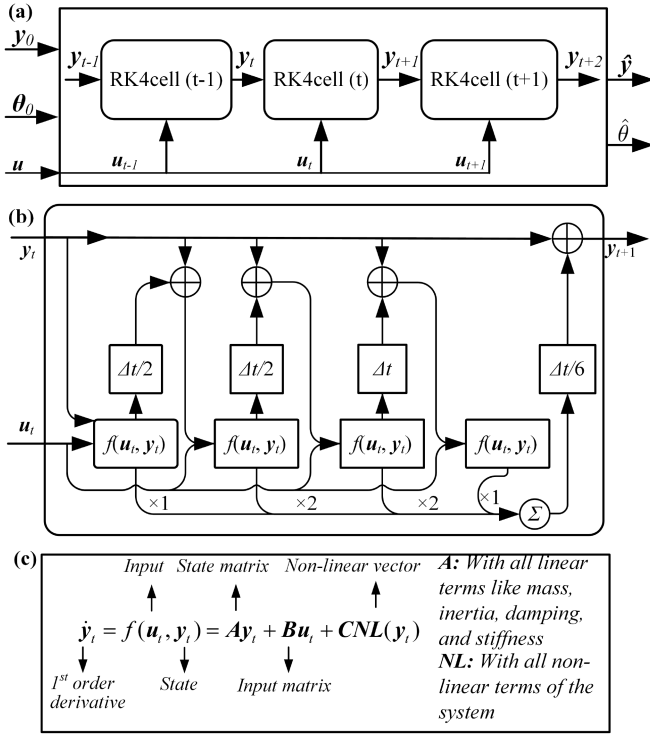 (a)
y0
θ0
u
yt-1
RK4cell (t-1)
yt
RK4cell (t)
yt+1
RK4cell (t+1)
yt+2
ŷ
θ̂
ut-1
ut
ut+1
(b)
yt
yt+1
Δt/2
Δt/2
Δt
Δt/6
ut
f(ut, yt)
f(ut, yt)
f(ut, yt)
f(ut, yt)
×1
×2
×2
×1
Σ
(c)
Input
State matrix
Non-linear vector
ẏt = f(ut, yt) = Ayt + But + CNL(yt)
1st order
derivative
State
Input matrix
A: With all linear
terms like mass,
inertia, damping,
and stiffness
NL: With all non-
linear terms of the
system